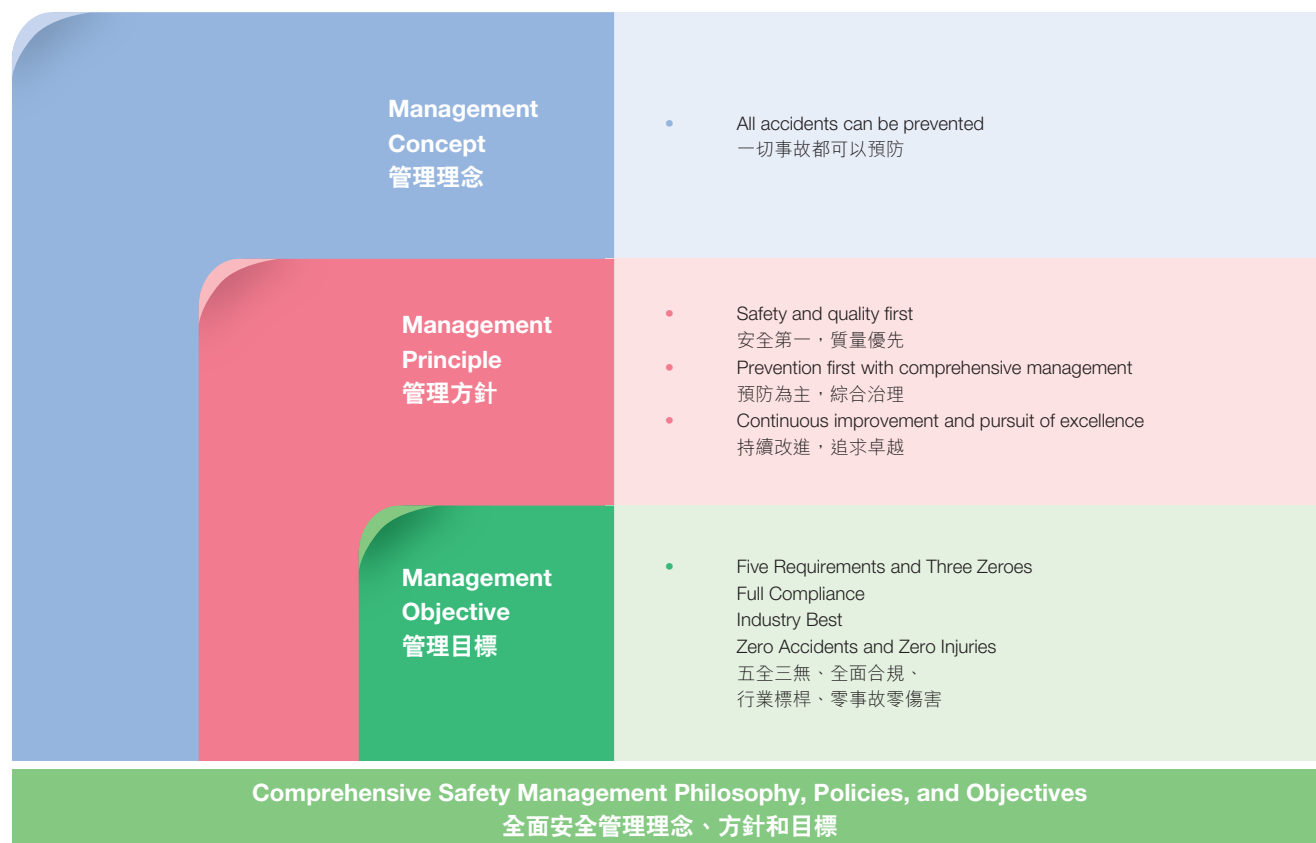 Management
Concept
管理理念
• All accidents can be prevented
一切事故都可以預防
Management
Principle
管理方針
• Safety and quality first
安全第一，質量優先
• Prevention first with comprehensive management
預防為主，綜合治理
• Continuous improvement and pursuit of excellence
持續改進，追求卓越
Management
Objective
管理目標
• Five Requirements and Three Zeroes
Full Compliance
Industry Best
Zero Accidents and Zero Injuries
五全三無、全面合規、
行業標桿、零事故零傷害
Comprehensive Safety Management Philosophy, Policies, and Objectives
全面安全管理理念、方針和目標